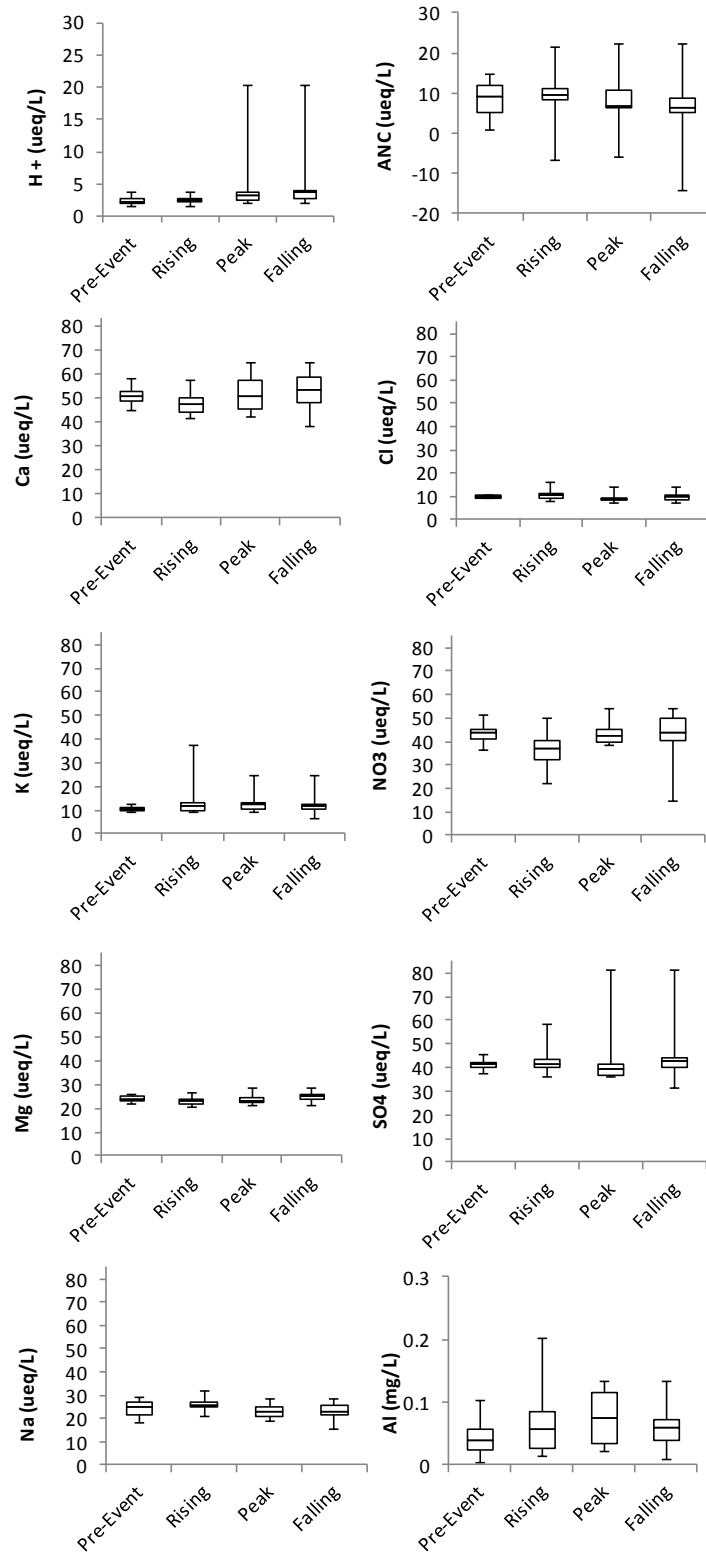 H + (ueq/L)
30
25
20
15
10
5
0
Pre-Event
Rising
Peak
Falling
ANC (ueq/L)
30
20
10
0
-10
-20
Pre-Event
Rising
Peak
Falling
Ca (ueq/L)
80
70
60
50
40
30
20
10
0
Pre-Event
Rising
Peak
Falling
Cl (ueq/L)
80
70
60
50
40
30
20
10
0
Pre-Event
Rising
Peak
Falling
K (ueq/L)
80
70
60
50
40
30
20
10
0
Pre-Event
Rising
Peak
Falling
NO3 (ueq/L)
80
70
60
50
40
30
20
10
0
Pre-Event
Rising
Peak
Falling
Mg (ueq/L)
80
70
60
50
40
30
20
10
0
Pre-Event
Rising
Peak
Falling
SO4 (ueq/L)
80
70
60
50
40
30
20
10
0
Pre-Event
Rising
Peak
Falling
Na (ueq/L)
80
70
60
50
40
30
20
10
0
Pre-Event
Rising
Peak
Falling
Al (mg/L)
0.3
0.2
0.1
0
Pre-Event
Rising
Peak
Falling